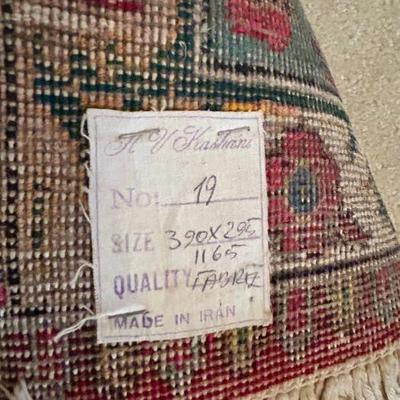 No: 19
SIZE 390X295
1165
QUALITY TABRIZ
MADE IN IRAN